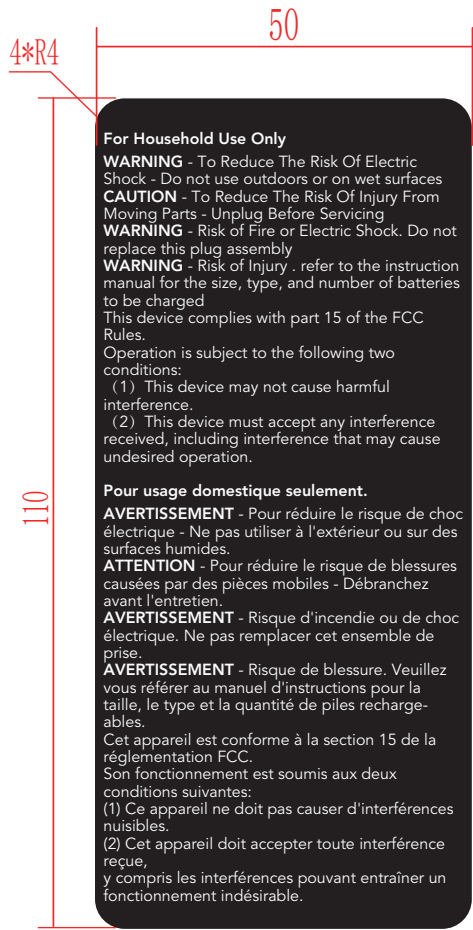 50
4*R4
110
For Household Use Only
WARNING - To Reduce The Risk Of Electric
Shock - Do not use outdoors or on wet surfaces
CAUTION - To Reduce The Risk Of Injury From
Moving Parts - Unplug Before Servicing
WARNING - Risk of Fire or Electric Shock. Do not
replace this plug assembly
WARNING - Risk of Injury . refer to the instruction
manual for the size, type, and number of batteries
to be charged
This device complies with part 15 of the FCC
Rules.
Operation is subject to the following two
conditions:
（1）This device may not cause harmful
interference.
（2）This device must accept any interference
received, including interference that may cause
undesired operation.
Pour usage domestique seulement.
AVERTISSEMENT - Pour réduire le risque de choc
électrique - Ne pas utiliser à l'extérieur ou sur des
surfaces humides.
ATTENTION - Pour réduire le risque de blessures
causées par des pièces mobiles - Débranchez
avant l'entretien.
AVERTISSEMENT - Risque d'incendie ou de choc
électrique. Ne pas remplacer cet ensemble de
prise.
AVERTISSEMENT - Risque de blessure. Veuillez
vous référer au manuel d'instructions pour la
taille, le type et la quantité de piles recharge-
ables.
Cet appareil est conforme à la section 15 de la
réglementation FCC.
Son fonctionnement est soumis aux deux
conditions suivantes:
(1) Ce appareil ne doit pas causer d'interférences
nuisibles.
(2) Cet appareil doit accepter toute interférence
reçue,
y compris les interférences pouvant entraîner un
fonctionnement indésirable.